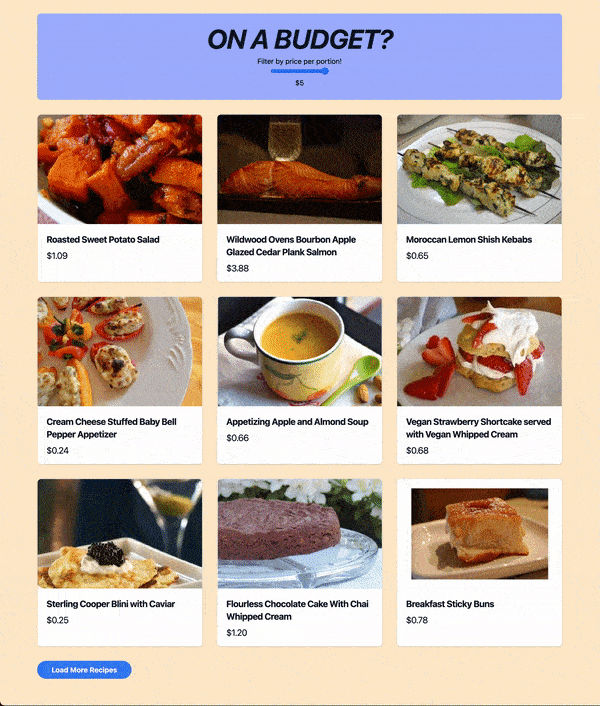 ON A BUDGET?
Filter by price per portion!
$5
Roasted Sweet Potato Salad
$1.09
Wildwood Ovens Bourbon Apple
Glazed Cedar Plank Salmon
$3.88
Moroccan Lemon Shish Kebabs
$0.65
Cream Cheese Stuffed Baby Bell
Pepper Appetizer
$0.24
Appetizing Apple and Almond Soup
$0.66
Vegan Strawberry Shortcake served
with Vegan Whipped Cream
$0.68
Sterling Cooper Blini with Caviar
$0.25
Flourless Chocolate Cake With Chai
Whipped Cream
$1.20
Breakfast Sticky Buns
$0.78
Load More Recipes